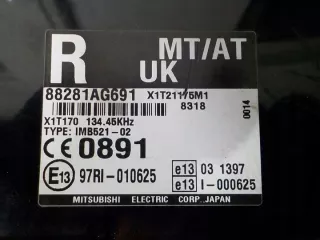 R MT/AT
UK
88281AG691 X1T21175M1
8318
0014
X1T170 134.45KHz
TYPE: IMB521-02
CE 0891
E13 97RI-010625
e13 03 1397
e13 I-000625
MITSUBISHI ELECTRIC CORP. JAPAN